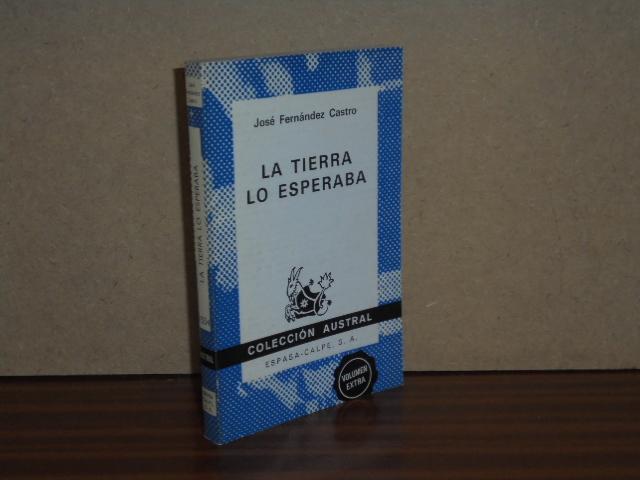 José Fernández Castro
LA TIERRA
LO ESPERABA
COLECCIÓN AUSTRAL
ESPASA-CALPE, S. A.
VOLUMEN
EXTRA
LA TIERRA LO ESPERABA